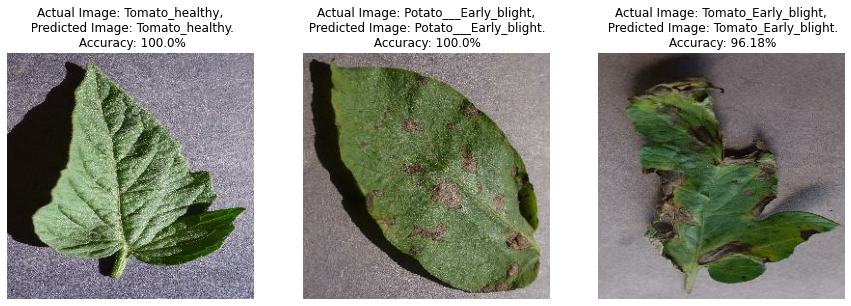 Actual Image: Tomato_healthy,
Predicted Image: Tomato_healthy.
Accuracy: 100.0%
Actual Image: Potato___Early_blight,
Predicted Image: Potato___Early_blight.
Accuracy: 100.0%
Actual Image: Tomato_Early_blight,
Predicted Image: Tomato_Early_blight.
Accuracy: 96.18%